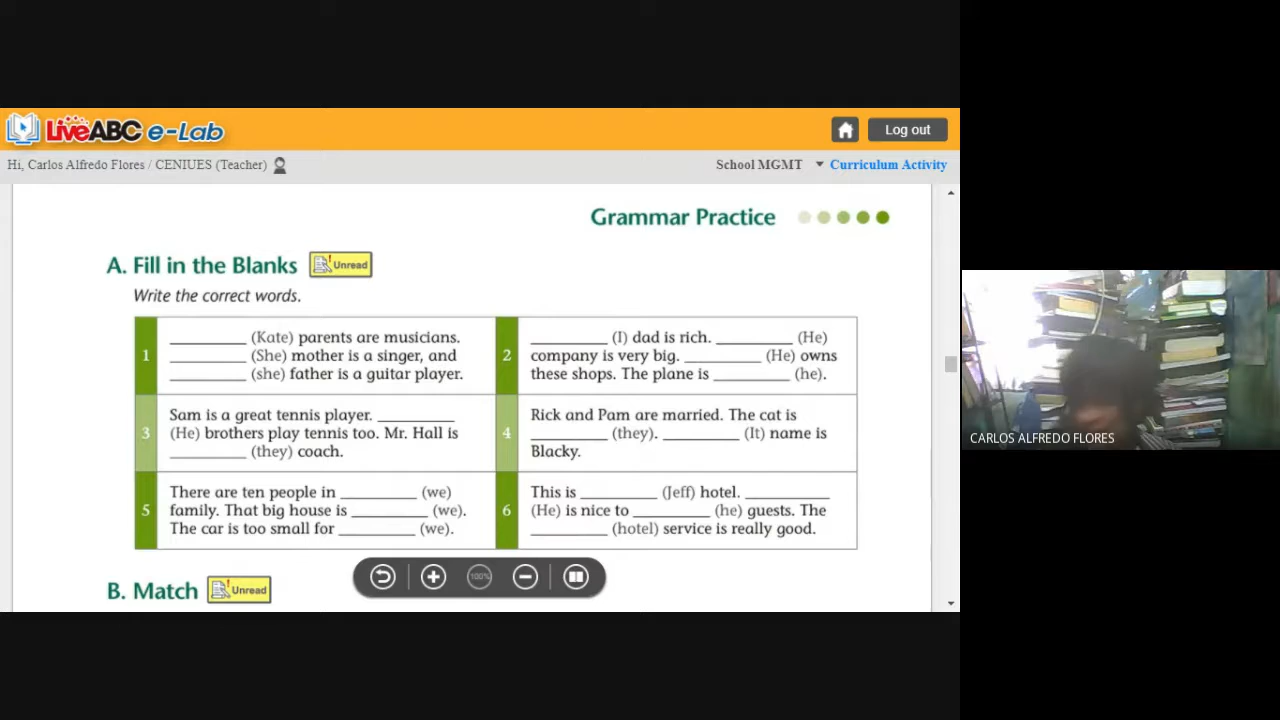 LiveABC e-Lab
Log out
Hi, Carlos Alfredo Flores / CENIUES (Teacher)
School MGMT
Curriculum Activity
Grammar Practice
A. Fill in the Blanks
Unread
Write the correct words.
1
_________ (Kate) parents are musicians.
_________ (She) mother is a singer, and
_________ (she) father is a guitar player.
2
_________ (I) dad is rich. _________ (He)
company is very big. _________ (He) owns
these shops. The plane is _________ (he).
3
Sam is a great tennis player. _________
(He) brothers play tennis too. Mr. Hall is
_________ (they) coach.
4
Rick and Pam are married. The cat is
_________ (they). _________ (It) name is
Blacky.
5
There are ten people in _________ (we)
family. That big house is _________ (we).
The car is too small for _________ (we).
6
This is _________ (Jeff) hotel. __________
(He) is nice to _________ (he) guests. The
_________ (hotel) service is really good.
B. Match
Unread
100%
CARLOS ALFREDO FLORES